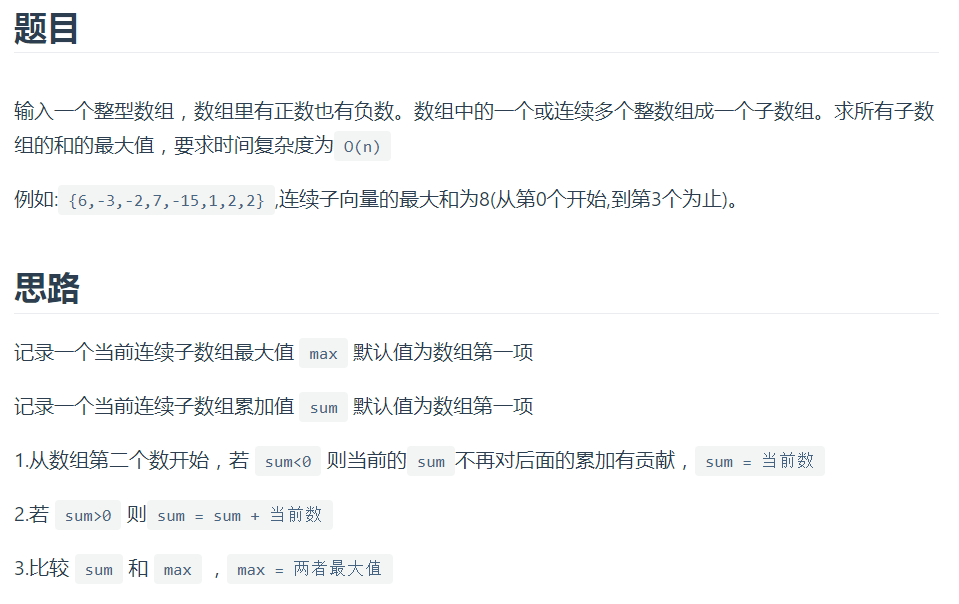 题目
输入一个整型数组，数组里有正数也有负数。数组中的一个或连续多个整数组成一个子数组。求所有子数
组的和的最大值，要求时间复杂度为 O(n)
例如: {6,-3,-2,7,-15,1,2,2} ,连续子向量的最大和为8(从第0个开始,到第3个为止)。
思路
记录一个当前连续子数组最大值 max 默认值为数组第一项
记录一个当前连续子数组累加值 sum 默认值为数组第一项
1.从数组第二个数开始，若 sum<0 则当前的 sum 不再对后面的累加有贡献， sum = 当前数
2.若 sum>0 则 sum = sum + 当前数
3.比较 sum 和 max ， max = 两者最大值